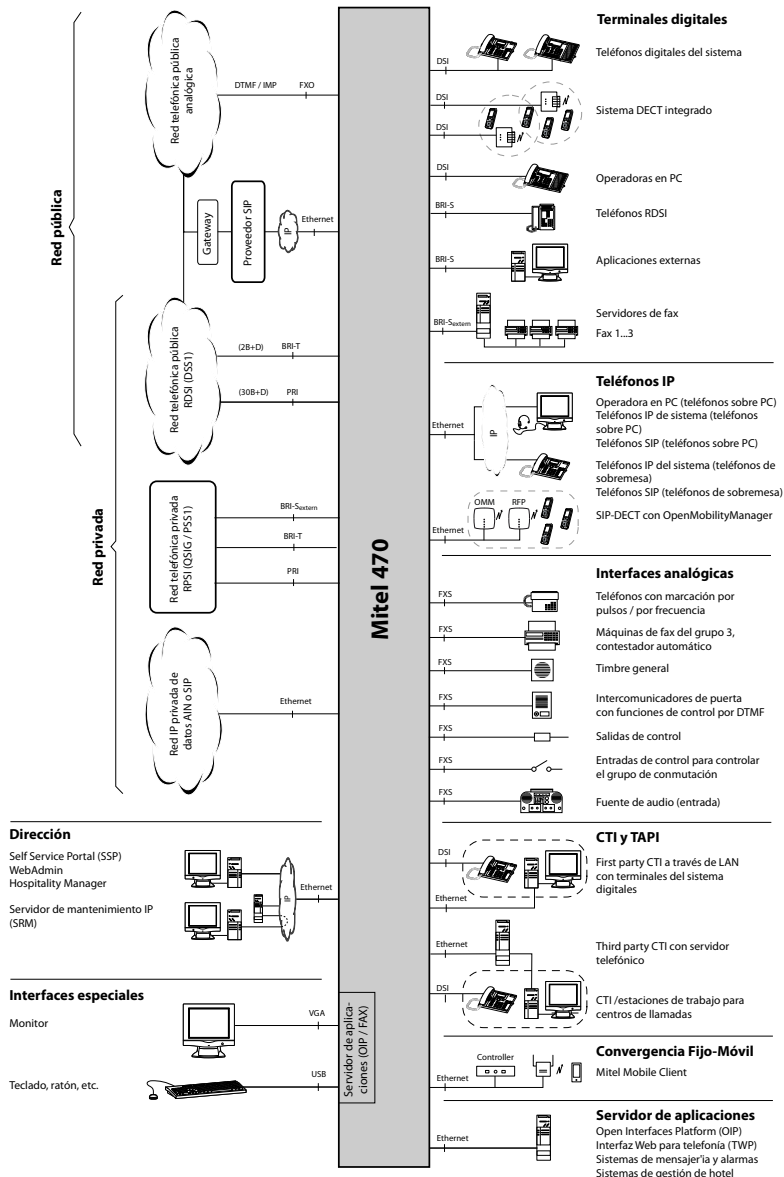 Red pública
Red telefónica pública
analógica
DTMF / IMP
FXO
Gateway
Proveedor SIP
IP
Ethernet
Red telefónica pública
RDSI (DSS1)
(2B+D)
BRI-T
(30B+D)
PRI
Red privada
Red telefónica privada
RPSI (QSIG / PSS1)
BRI-Sextern
BRI-T
PRI
Red IP privada de
datos AIN o SIP
Ethernet
Dirección
Self Service Portal (SSP)
WebAdmin
Hospitality Manager
Servidor de mantenimiento IP
(SRM)
IP
Ethernet
Interfaces especiales
Monitor
VGA
Teclado, ratón, etc.
USB
Mitel 470
Servidor de aplica-
ciones (OIP / FAX)
Terminales digitales
DSI
Teléfonos digitales del sistema
DSI
DSI
Sistema DECT integrado
DSI
Operadoras en PC
BRI-S
Teléfonos RDSI
BRI-S
Aplicaciones externas
BRI-Sextern
Servidores de fax
Fax 1...3
Teléfonos IP
Ethernet
IP
Operadora en PC (teléfonos sobre PC)
Teléfonos IP de sistema (teléfonos
sobre PC)
Teléfonos SIP (teléfonos sobre PC)
Teléfonos IP del sistema (teléfonos de
sobremesa)
Teléfonos SIP (teléfonos de sobremesa)
OMM
RFP
Ethernet
SIP-DECT con OpenMobilityManager
Interfaces analógicas
FXS
Teléfonos con marcación por
pulsos / por frecuencia
FXS
Máquinas de fax del grupo 3,
contestador automático
FXS
Timbre general
FXS
Intercomunicadores de puerta
con funciones de control por DTMF
FXS
Salidas de control
FXS
Entradas de control para controlar
el grupo de conmutación
FXS
Fuente de audio (entrada)
CTI y TAPI
DSI
Ethernet
First party CTI a través de LAN
con terminales del sistema
digitales
Ethernet
Third party CTI con servidor
telefónico
DSI
CTI /estaciones de trabajo para
centros de llamadas
Convergencia Fijo-Móvil
Controller
Ethernet
Mitel Mobile Client
Servidor de aplicaciones
Ethernet
Open Interfaces Platform (OIP)
Interfaz Web para telefonía (TWP)
Sistemas de mensajer'ia y alarmas
Sistemas de gestión de hotel